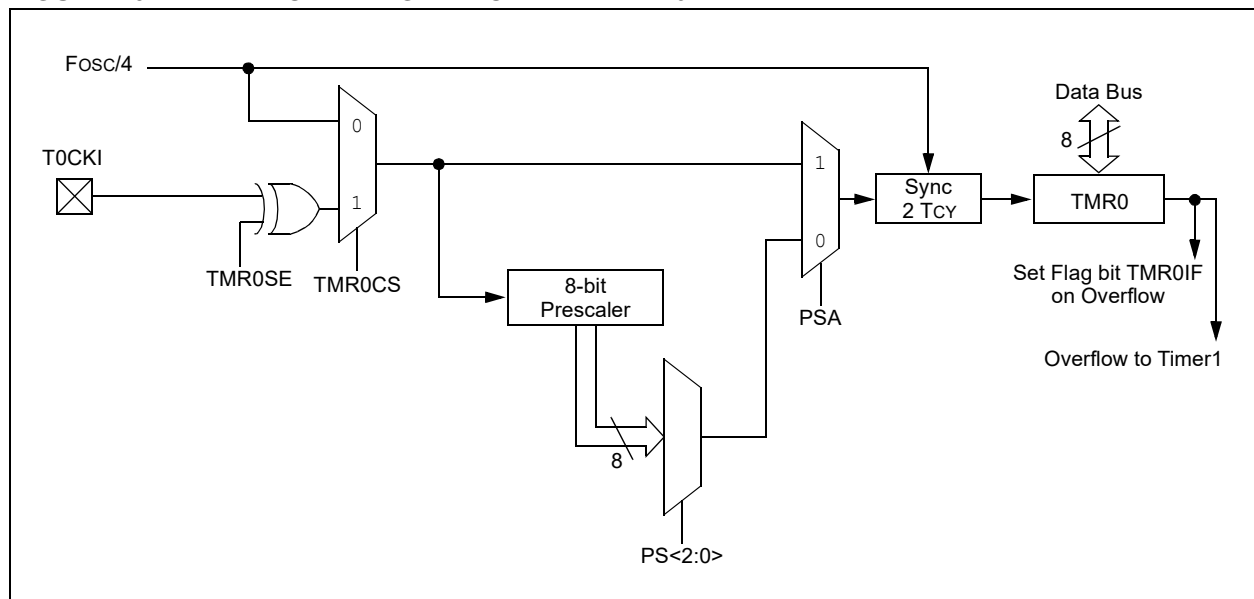 FOSC/4
Data Bus
8
T0CKI
0
1
1
0
Sync
2 TCY
TMR0
TMR0SE
TMR0CS
8-bit
Prescaler
PSA
Set Flag bit TMR0IF
on Overflow
Overflow to Timer1
8
PS<2:0>